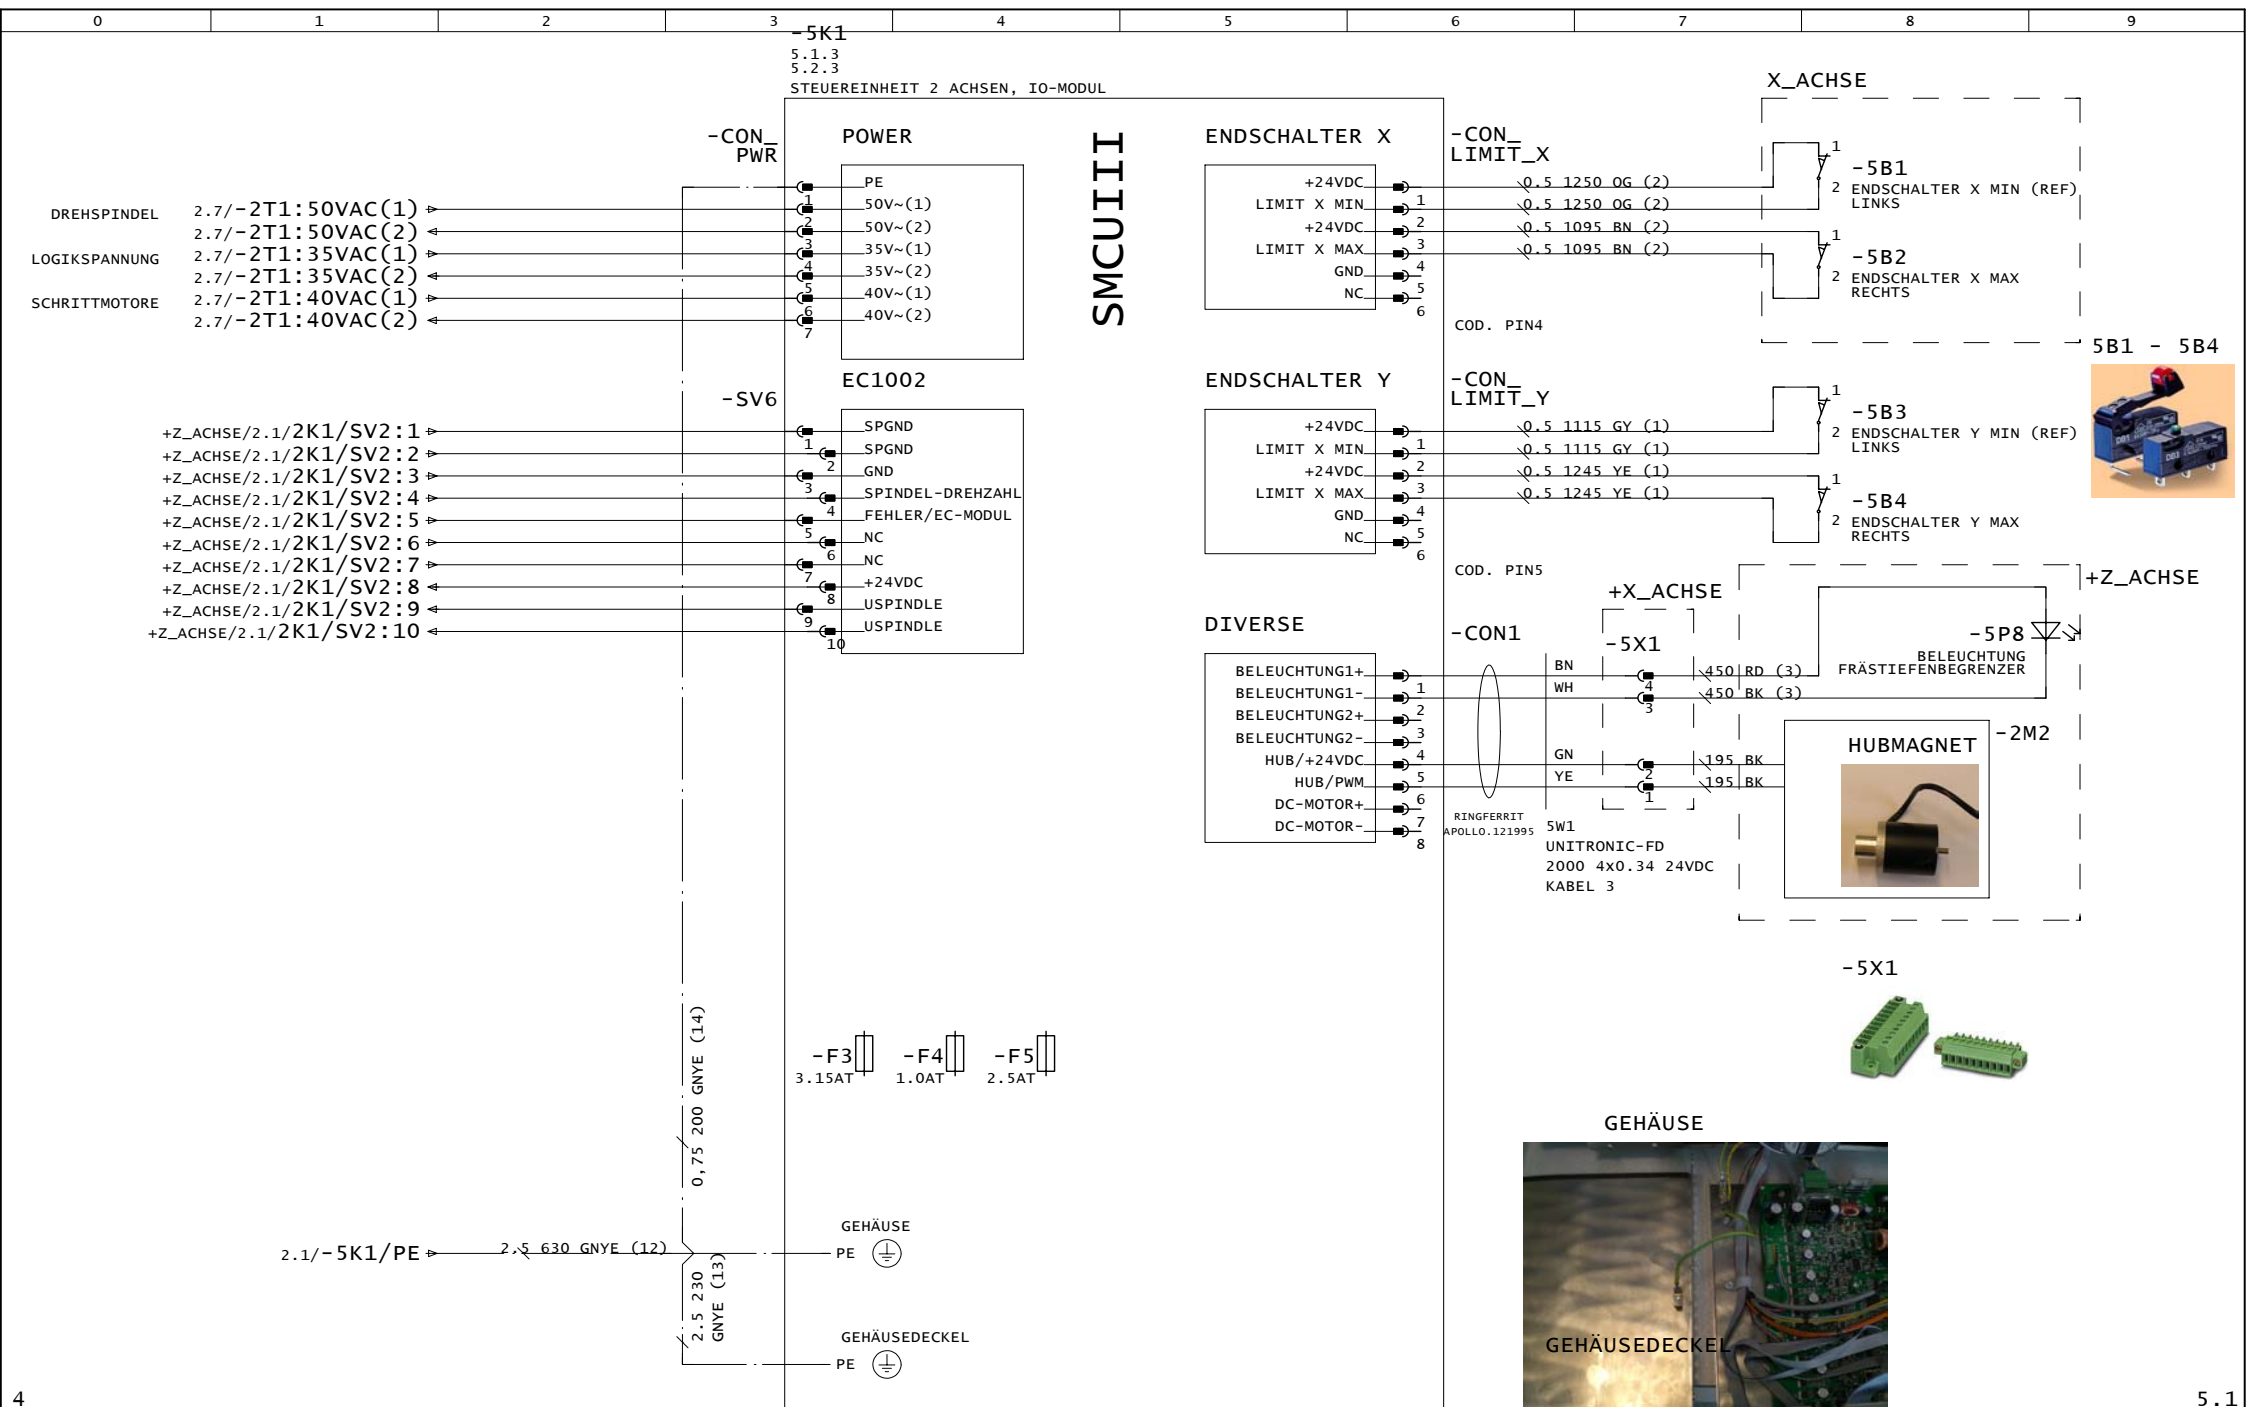 0 1 2 3 4 5 6 7 8 9
-5K1
5.1.3
5.2.3
STEUEREINHEIT 2 ACHSEN, IO-MODUL
SMCUIII
-CON_
PWR
POWER
PE
DREHSPINDEL 2.7/-2T1:50VAC(1) 1 50V~(1)
2.7/-2T1:50VAC(2) 2 50V~(2)
LOGIKSPANNUNG 2.7/-2T1:35VAC(1) 3 35V~(1)
2.7/-2T1:35VAC(2) 4 35V~(2)
SCHRITTMOTORE 2.7/-2T1:40VAC(1) 5 40V~(1)
2.7/-2T1:40VAC(2) 6 40V~(2)
7
-SV6
EC1002
+Z_ACHSE/2.1/2K1/SV2:1 SPGND
+Z_ACHSE/2.1/2K1/SV2:2 1 SPGND
+Z_ACHSE/2.1/2K1/SV2:3 2 GND
+Z_ACHSE/2.1/2K1/SV2:4 3 SPINDEL-DREHZAHL
+Z_ACHSE/2.1/2K1/SV2:5 4 FEHLER/EC-MODUL
+Z_ACHSE/2.1/2K1/SV2:6 5 NC
+Z_ACHSE/2.1/2K1/SV2:7 6 NC
+Z_ACHSE/2.1/2K1/SV2:8 7 +24VDC
+Z_ACHSE/2.1/2K1/SV2:9 8 USPINDLE
+Z_ACHSE/2.1/2K1/SV2:10 9 USPINDLE
10
ENDSCHALTER X
-CON_
LIMIT_X
+24VDC 0.5 1250 OG (2)
LIMIT X MIN 1 0.5 1250 OG (2)
+24VDC 2 0.5 1095 BN (2)
LIMIT X MAX 3 0.5 1095 BN (2)
GND 4
NC 5
6
COD. PIN4
X_ACHSE
1
-5B1
2 ENDSCHALTER X MIN (REF)
LINKS
1
-5B2
2 ENDSCHALTER X MAX
RECHTS
5B1 - 5B4
ENDSCHALTER Y
-CON_
LIMIT_Y
+24VDC 0.5 1115 GY (1)
LIMIT X MIN 1 0.5 1115 GY (1)
+24VDC 2 0.5 1245 YE (1)
LIMIT X MAX 3 0.5 1245 YE (1)
GND 4
NC 5
6
COD. PIN5
1
-5B3
2 ENDSCHALTER Y MIN (REF)
LINKS
1
-5B4
2 ENDSCHALTER Y MAX
RECHTS
DB1
DB3
DIVERSE
-CON1
+X_ACHSE
-5X1
+Z_ACHSE
BELEUCHTUNG1+ BN 450 RD (3)
BELEUCHTUNG1- 1 WH 4 450 BK (3)
BELEUCHTUNG2+ 2 3
BELEUCHTUNG2- 3
HUB/+24VDC 4 GN 195 BK
HUB/PWM 5 YE 2 195 BK
DC-MOTOR+ 6 1
DC-MOTOR- 7
8
-5P8
BELEUCHTUNG
FRÄSTIEFENBEGRENZER
HUBMAGNET
-2M2
RINGFERRIT
APOLLO.121995
5W1
UNITRONIC-FD
2000 4x0.34 24VDC
KABEL 3
-5X1
-F3
3.15AT
-F4
1.0AT
-F5
2.5AT
0,75 200 GNYE (14)
GEHÄUSE
2.1/-5K1/PE 2.5 630 GNYE (12) PE
2.5 230
GNYE (13)
GEHÄUSEDECKEL
PE
GEHÄUSE
GEHÄUSEDECKEL
4
5.1